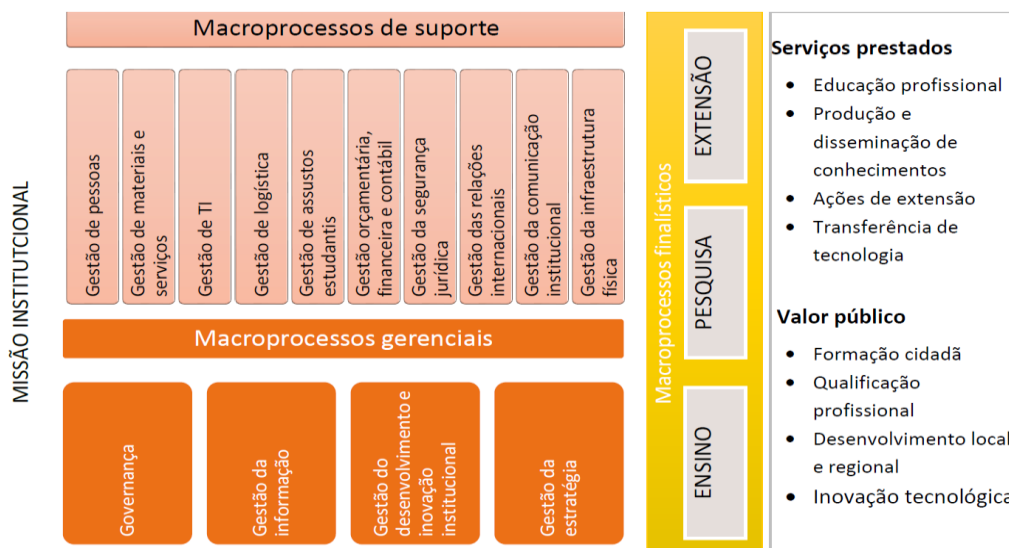 MISSÃO INSTITUTCIONAL
Macroprocessos de suporte
Gestão de pessoas
Gestão de materiais e
serviços
Gestão de TI
Gestão de logística
Gestão de assustos
estudantis
Gestão orçamentária,
financeira e contábil
Gestão da segurança
jurídica
Gestão das relações
internacionais
Gestão da comunicação
institucional
Gestão da infraestrutura
física
Macroprocessos gerenciais
Governança
Gestão da
informação
Gestão do
desenvolvimento e
inovação
institucional
Gestão da
estratégia
Macroprocessos finalísticos
EXTENSÃO
PESQUISA
ENSINO
Serviços prestados
• Educação profissional
• Produção e
disseminação de
conhecimentos
• Ações de extensão
• Transferência de
tecnologia
Valor público
• Formação cidadã
• Qualificação
profissional
• Desenvolvimento local
e regional
• Inovação tecnológica